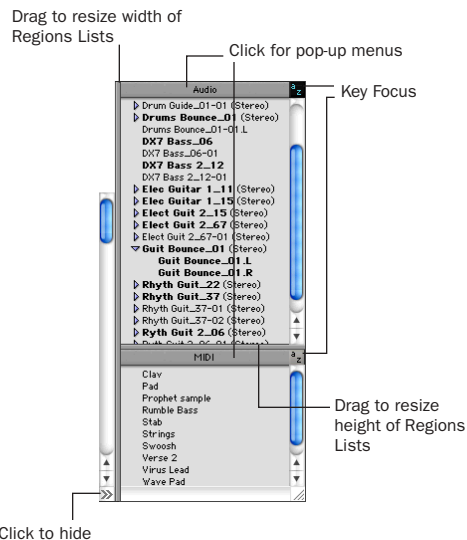 Drag to resize width of
Regions Lists
Click for pop-up menus
Audio
a z
Key Focus
Drum Guide_01-01 (Stereo)
Drums Bounce_01 (Stereo)
Drums Bounce_01-01.L
DX7 Bass_06
DX7 Bass_06-01
DX7 Bass 2_12
DX7 Bass 2_12-01
Elec Guitar 1_11 (Stereo)
Elec Guitar 1_15 (Stereo)
Elect Guit 2_15 (Stereo)
Elect Guit 2_67 (Stereo)
Elect Guit 2_67-01 (Stereo)
Guit Bounce_01 (Stereo)
Guit Bounce_01.L
Guit Bounce_01.R
Rhyth Guit_22 (Stereo)
Rhyth Guit_37 (Stereo)
Rhyth Guit_37-01 (Stereo)
Rhyth Guit_37-02 (Stereo)
Ryth Guit 2_06 (Stereo)
MIDI
a z
Clav
Pad
Prophet sample
Rumble Bass
Stab
Strings
Swoosh
Verse 2
Virus Lead
Wave Pad
Drag to resize
height of Regions
Lists
Click to hide